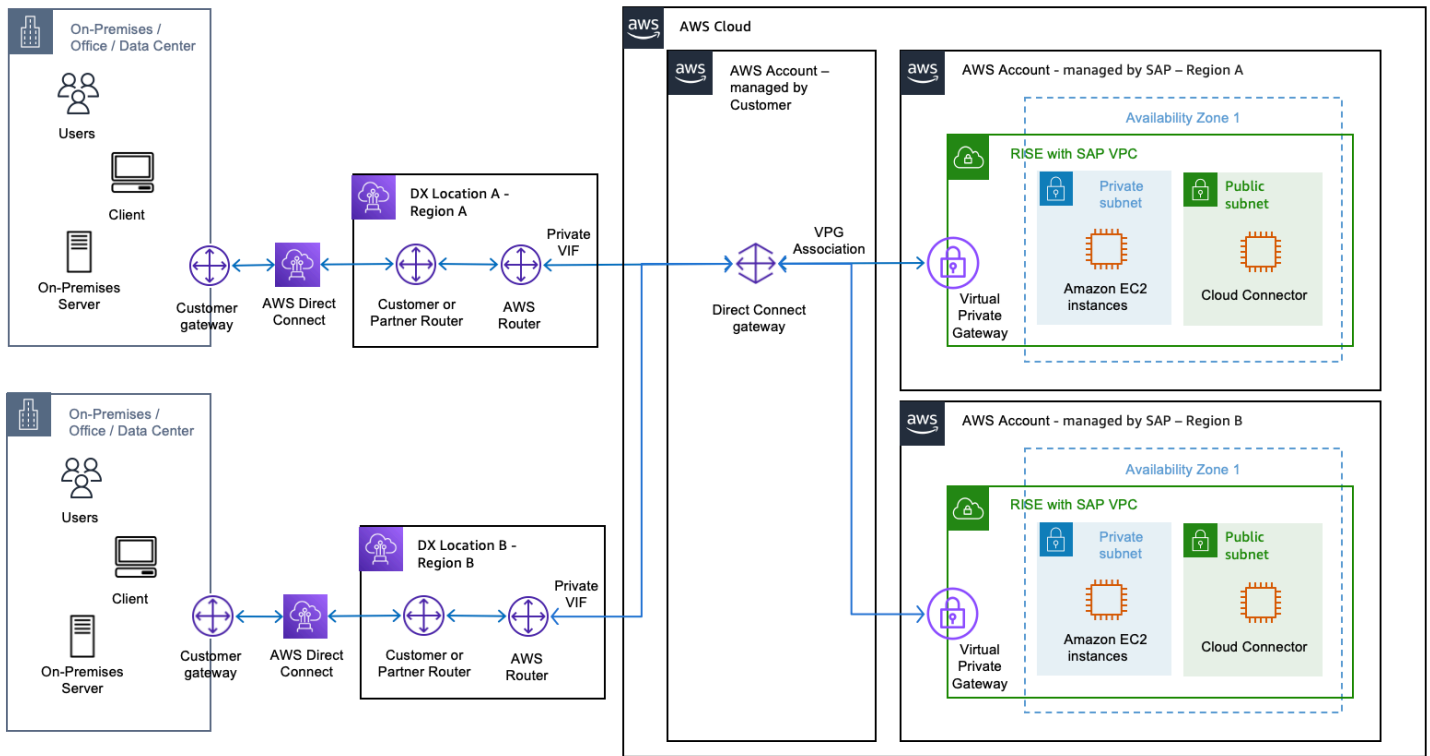 On-Premises /
Office / Data Center
Users
Client
On-Premises
Server
Customer
gateway
AWS Direct
Connect
DX Location A -
Region A
Customer or
Partner Router
AWS
Router
Private
VIF
On-Premises /
Office / Data Center
Users
Client
On-Premises
Server
Customer
gateway
AWS Direct
Connect
DX Location B -
Region B
Customer or
Partner Router
AWS
Router
Private
VIF
aws
AWS Cloud
aws
AWS Account –
managed by
Customer
Direct Connect
gateway
VPG
Association
aws
AWS Account - managed by SAP – Region A
Availability Zone 1
RISE with SAP VPC
Private
subnet
Public
subnet
Virtual
Private
Gateway
Amazon EC2
instances
Cloud Connector
aws
AWS Account - managed by SAP – Region B
Availability Zone 1
RISE with SAP VPC
Private
subnet
Public
subnet
Virtual
Private
Gateway
Amazon EC2
instances
Cloud Connector